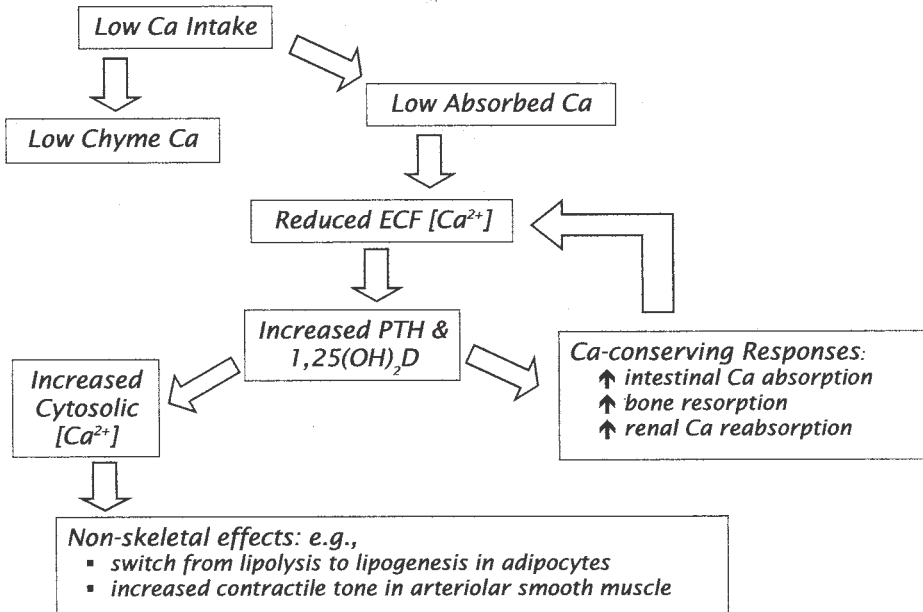 Low Ca Intake
Low Absorbed Ca
Low Chyme Ca
Reduced ECF [Ca²⁺]
Increased PTH &
1,25(OH)₂D
Ca-conserving Responses:
↑ intestinal Ca absorption
↑ bone resorption
↑ renal Ca reabsorption
Increased
Cytosolic
[Ca²⁺]
Non-skeletal effects: e.g.,
▪ switch from lipolysis to lipogenesis in adipocytes
▪ increased contractile tone in arteriolar smooth muscle